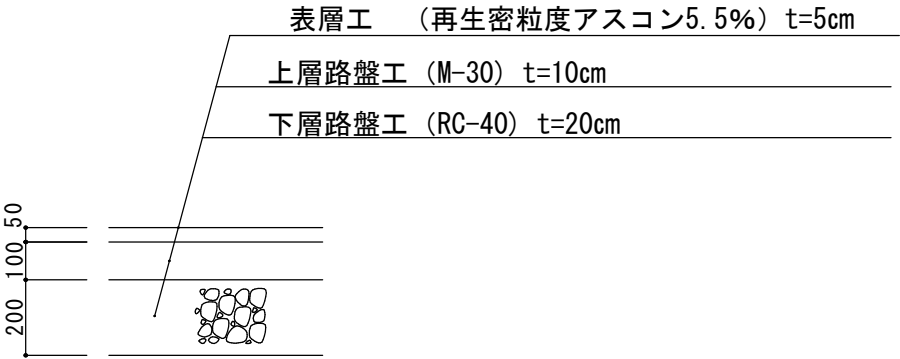 表層工　（再生密粒度アスコン5.5%）t=5cm
上層路盤工（M-30）t=10cm
下層路盤工（RC-40）t=20cm
50
100
200